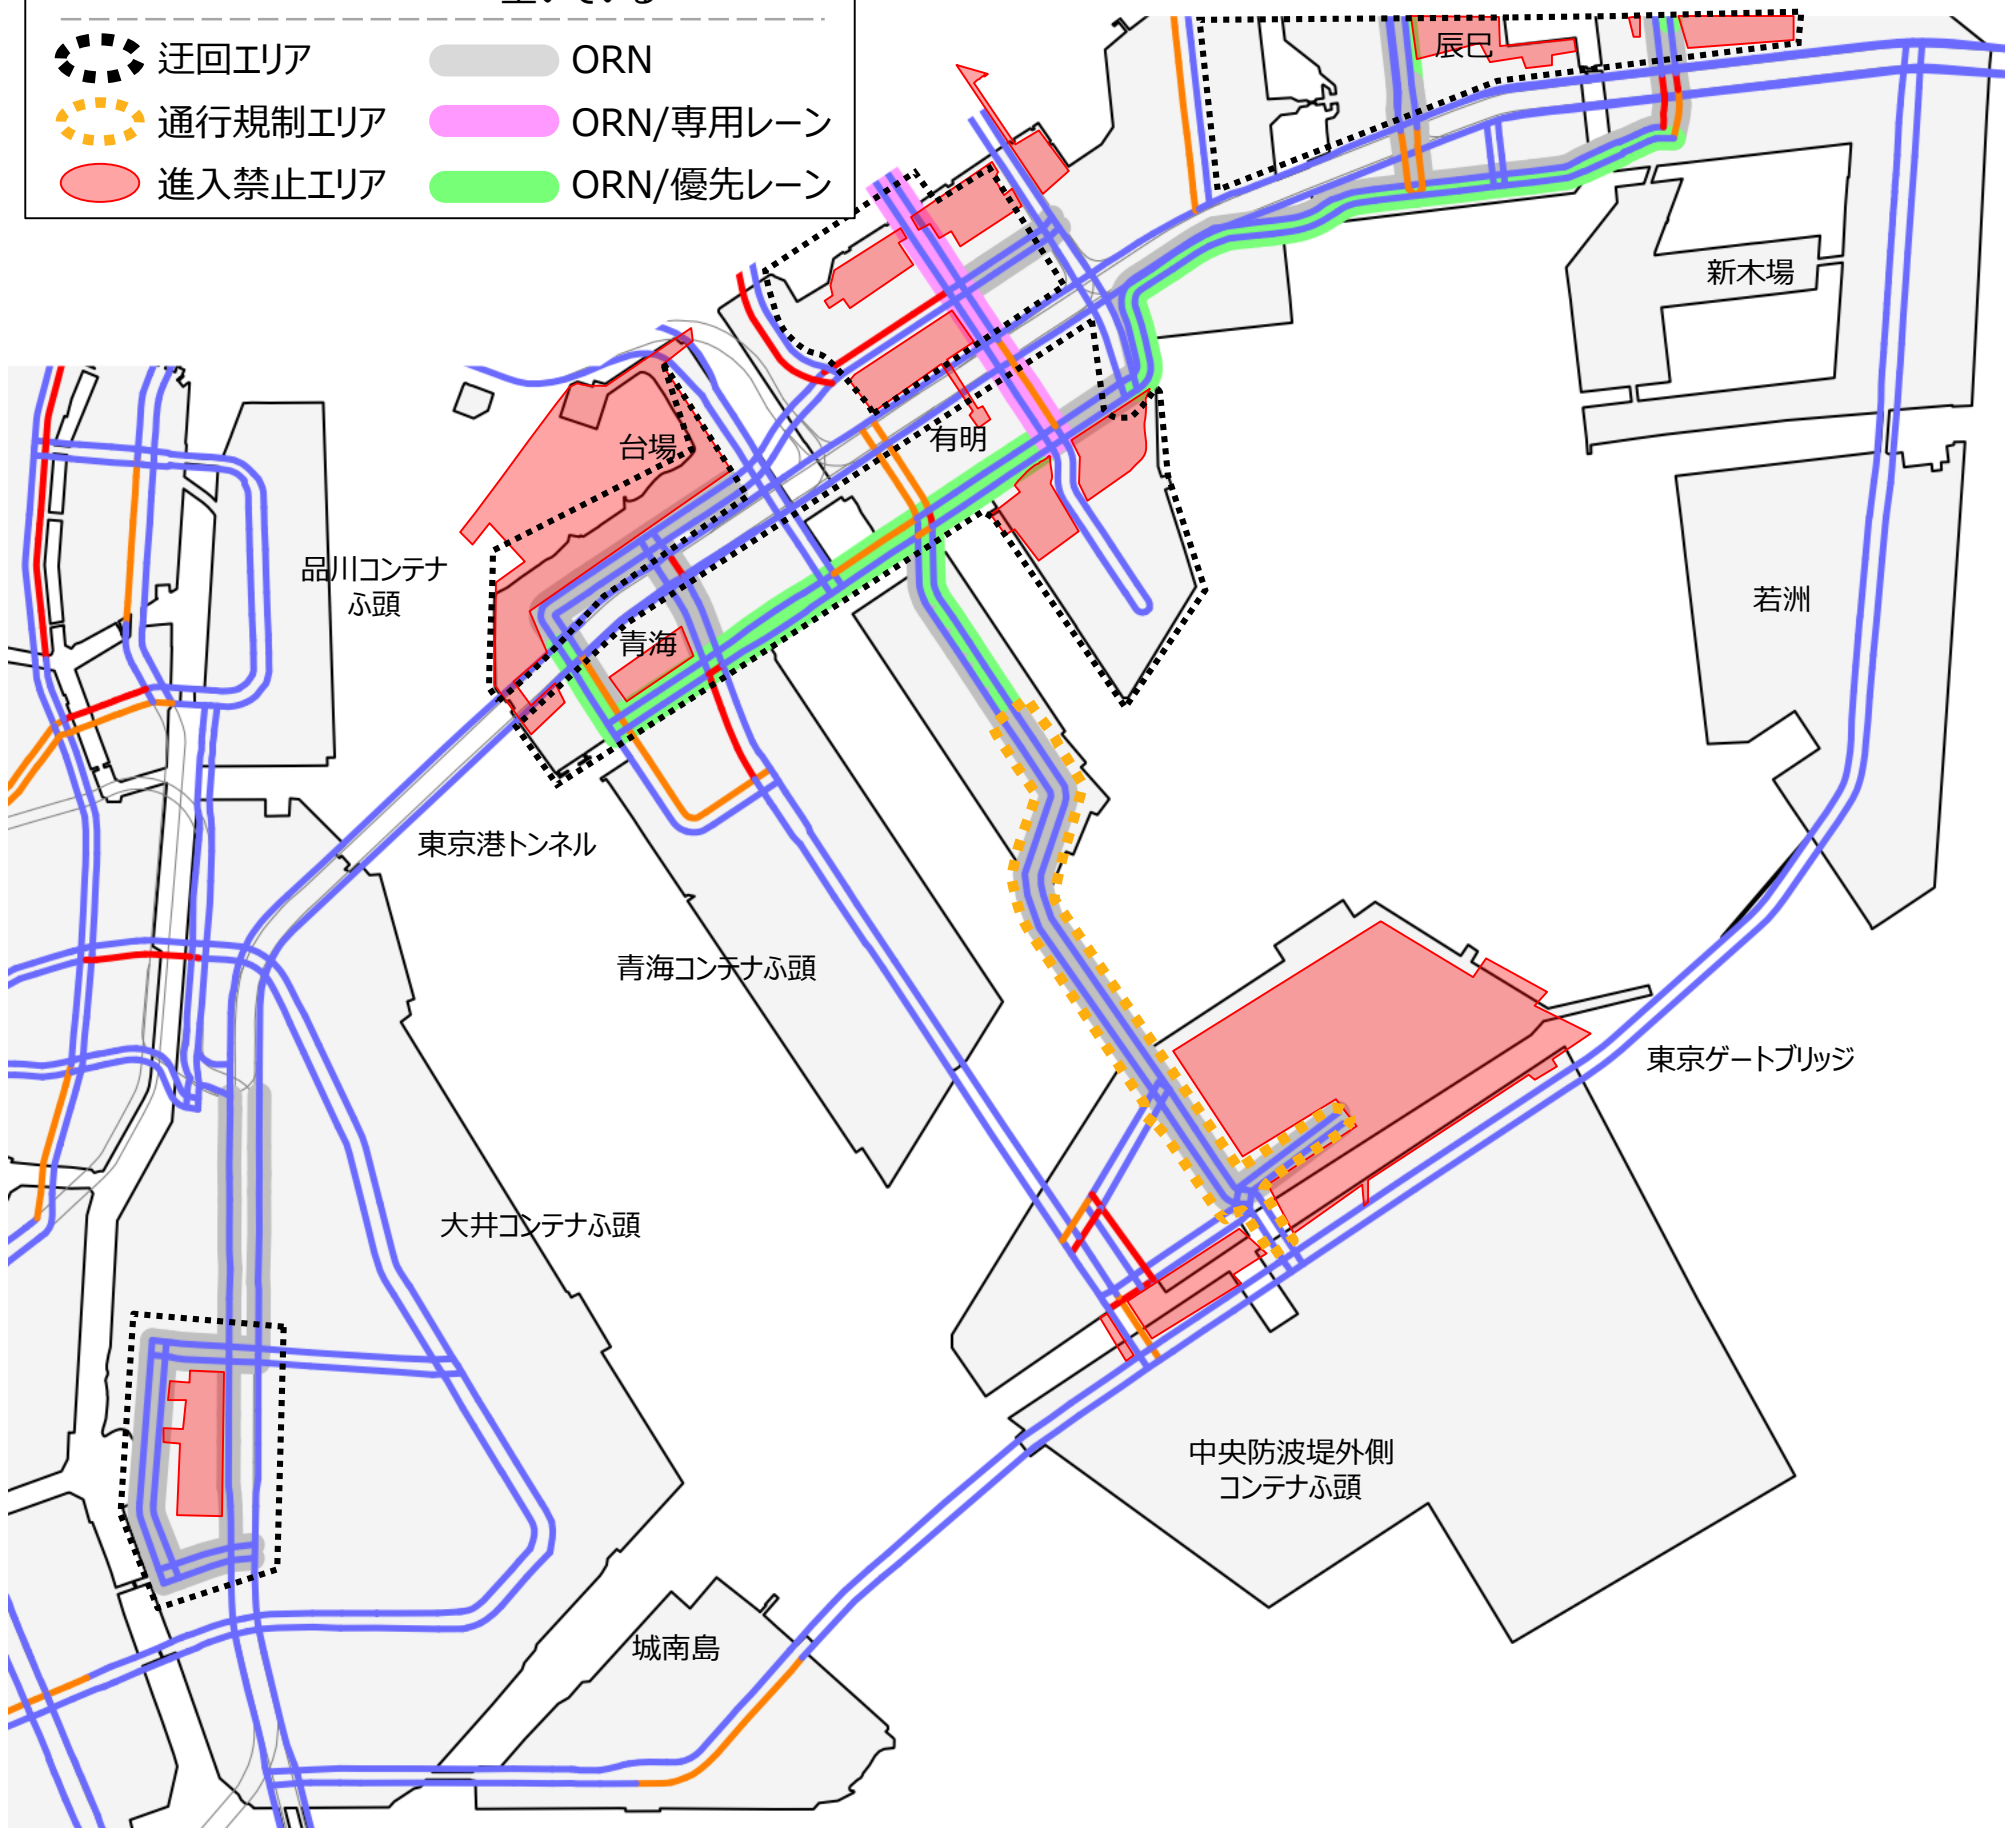 空いている
迂回エリア
ORN
通行規制エリア
ORN/専用レーン
進入禁止エリア
ORN/優先レーン
辰巳
新木場
有明
台場
品川コンテナ
ふ頭
青海
若洲
東京港トンネル
青海コンテナふ頭
東京ゲートブリッジ
大井コンテナふ頭
中央防波堤外側
コンテナふ頭
城南島